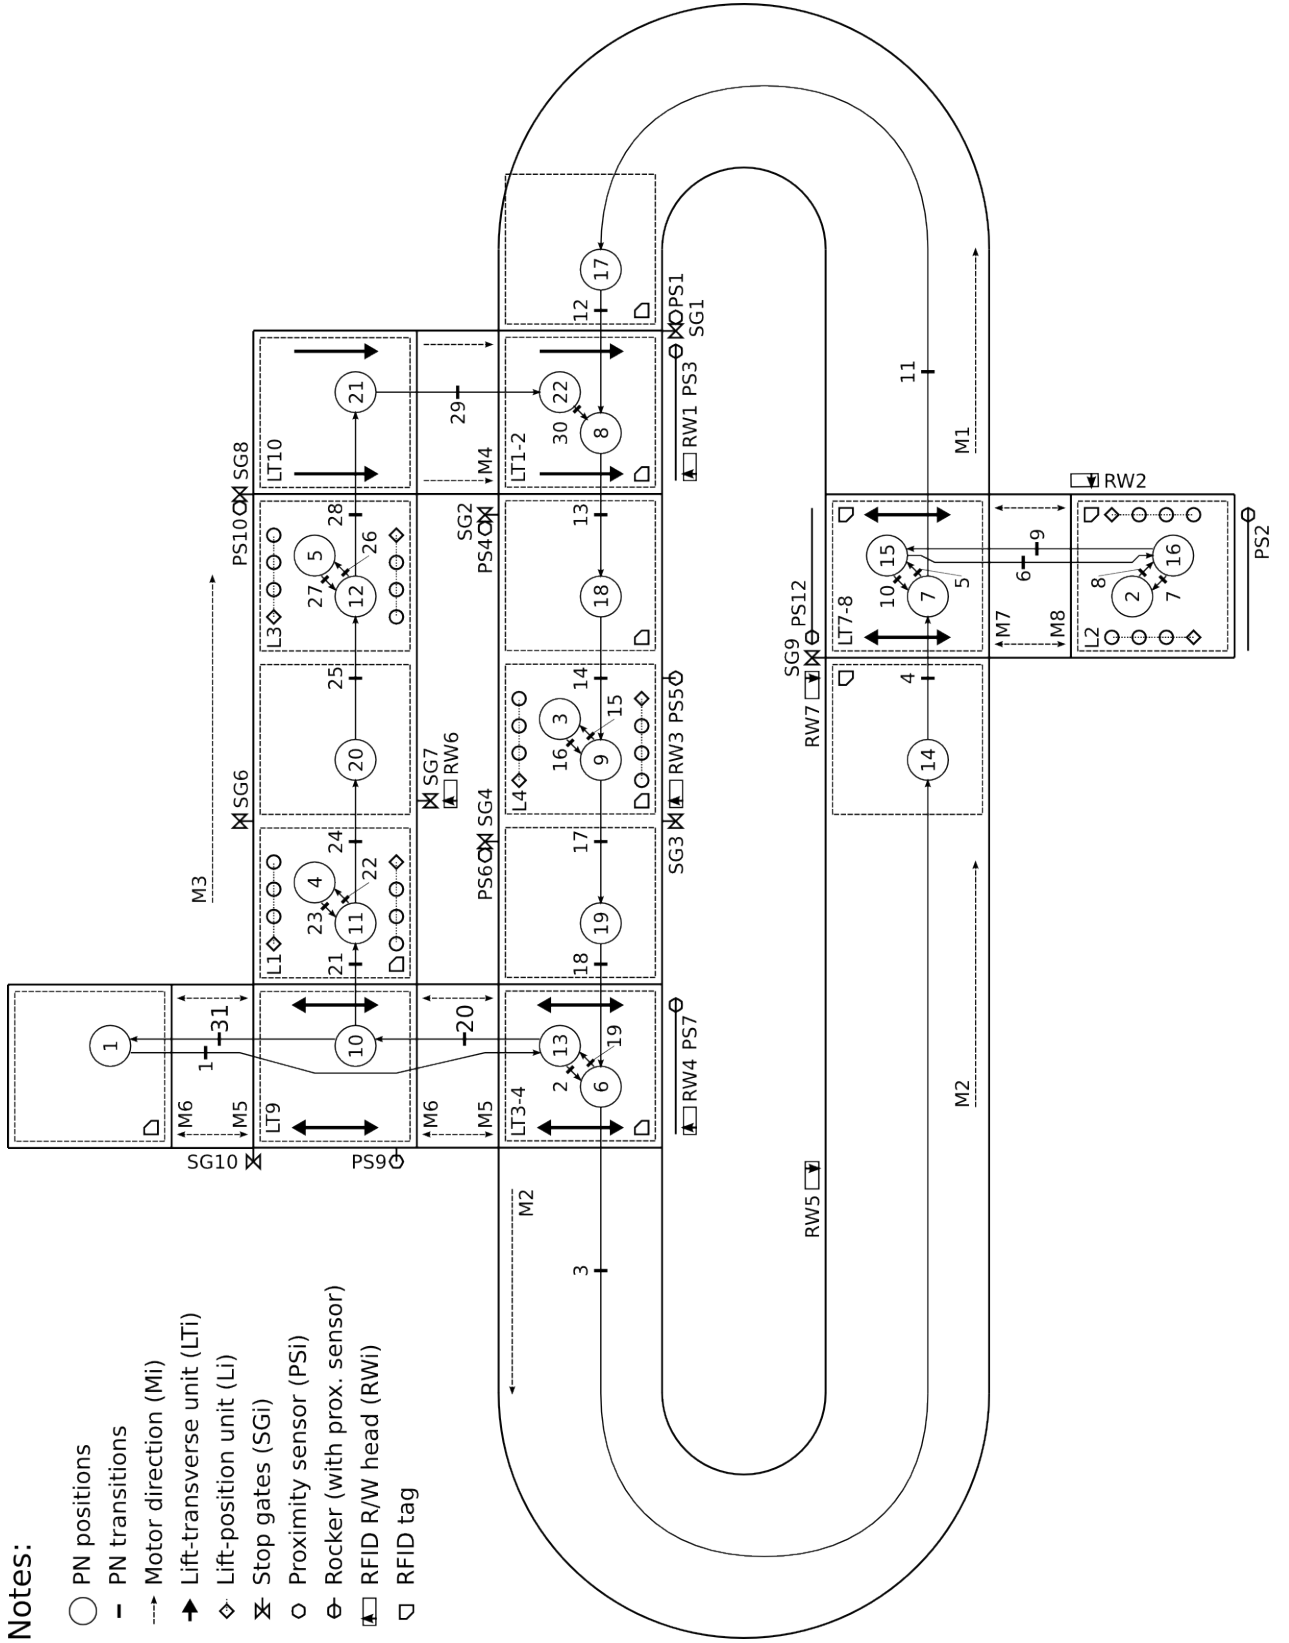 Notes:
PN positions
PN transitions
Motor direction (Mi)
Lift-transverse unit (LTi)
Lift-position unit (Li)
Stop gates (SGi)
Proximity sensor (PSi)
Rocker (with prox. sensor)
RFID R/W head (RWi)
RFID tag
1
M6
1
31
M5
SG10
M3
SG6
PS10
SG8
LT9
10
L1
21
23
4
11
22
24
20
25
L3
27
5
12
26
28
LT10
21
PS9
M6
20
M5
SG7
RW6
29
M4
PS6
SG4
PS4
SG2
M2
LT3-4
13
2
6
19
18
19
17
L4
16
3
9
15
14
18
13
LT1-2
22
30
8
12
17
3
RW4
PS7
SG3
RW3
PS5
RW1
PS3
SG1
PS1
RW5
RW7
SG9
PS12
14
4
LT7-8
15
10
7
5
11
M2
M1
M7
6
9
M8
L2
8
2
16
7
RW2
PS2